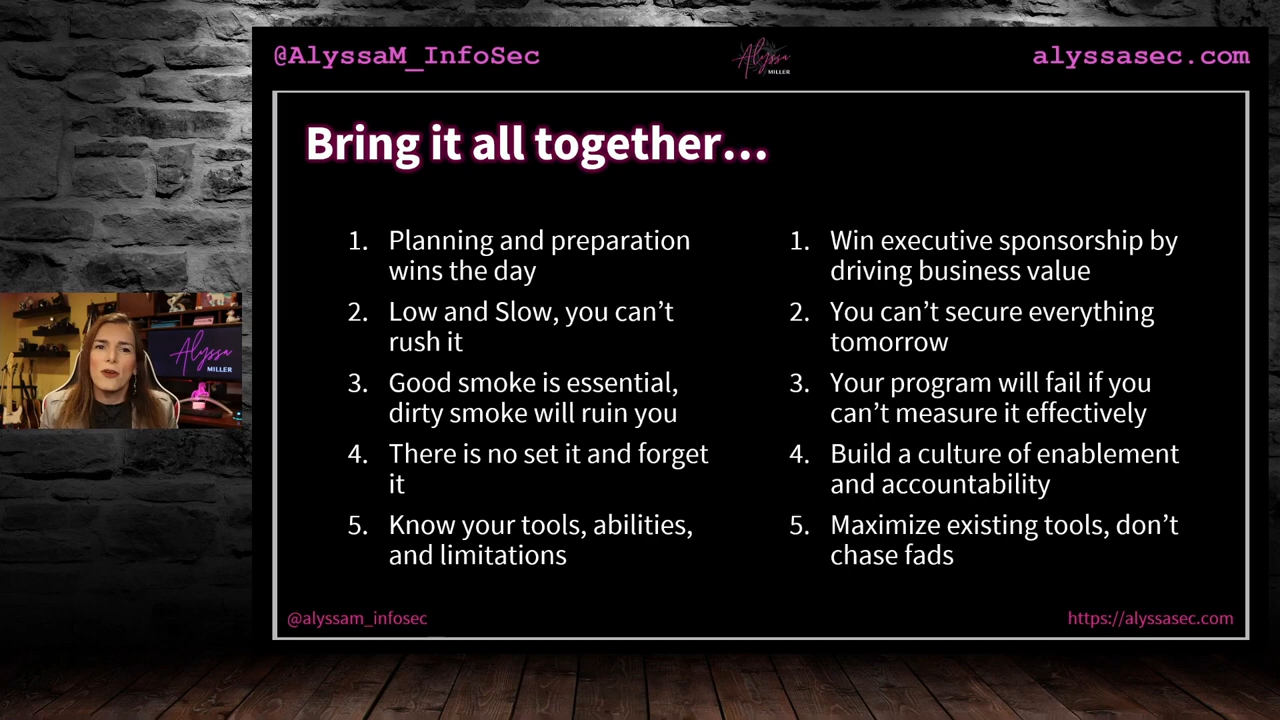 @AlyssaM_InfoSec
Alyssa
MILLER
alyssasec.com
Bring it all together…
1. Planning and preparation
wins the day
2. Low and Slow, you can’t
rush it
3. Good smoke is essential,
dirty smoke will ruin you
4. There is no set it and forget
it
5. Know your tools, abilities,
and limitations
1. Win executive sponsorship by
driving business value
2. You can’t secure everything
tomorrow
3. Your program will fail if you
can’t measure it effectively
4. Build a culture of enablement
and accountability
5. Maximize existing tools, don’t
chase fads
Alyssa
MILLER
@alyssam_infosec
https://alyssasec.com